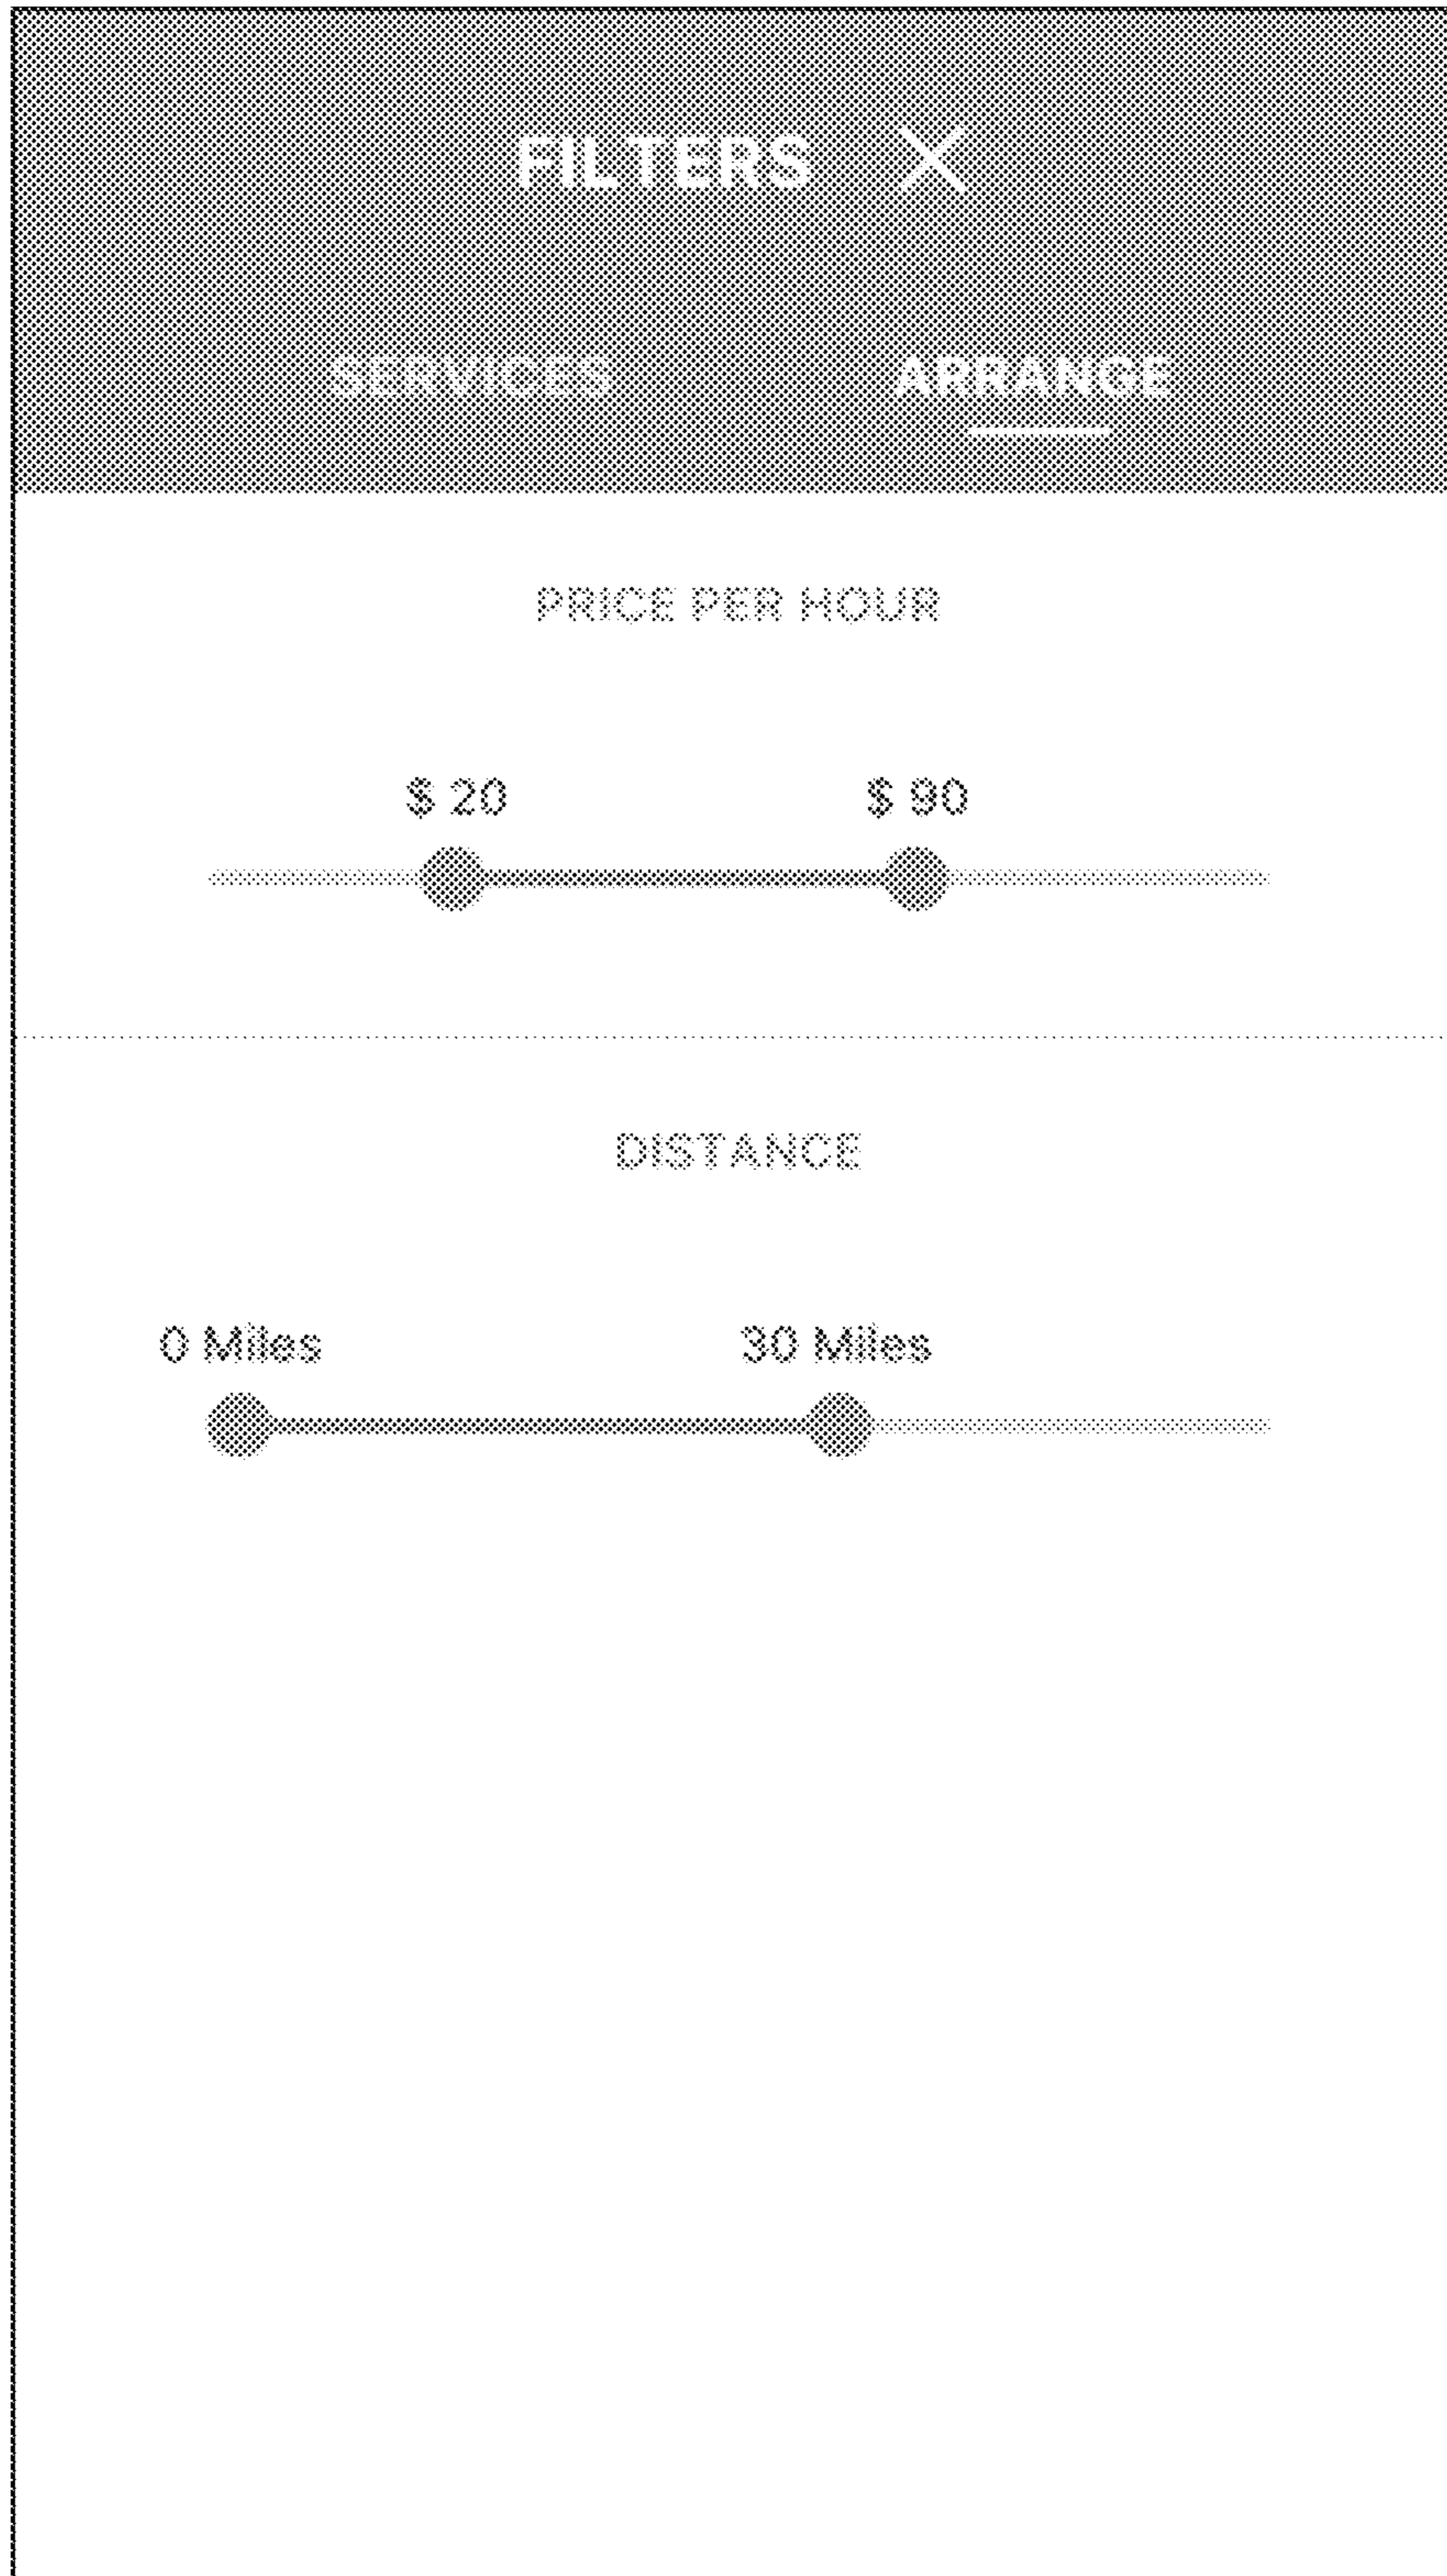 FILTERS
SERVICES ARRANGE
PRICE PER HOUR
$ 20 $ 90
DISTANCE
0 Miles 30 Miles